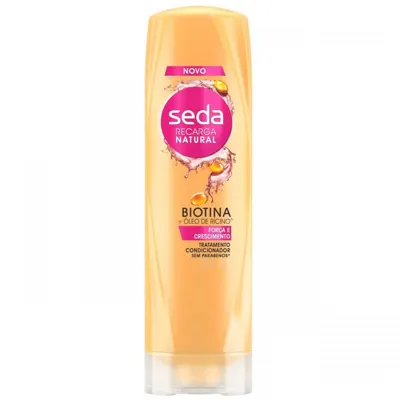 NOVO
seda
RECARGA
NATURAL
BIOTINA
+ ÓLEO DE RÍCINO
FORÇA E
CRESCIMENTO
TRATAMENTO
CONDICIONADOR
SEM PARABENOS*